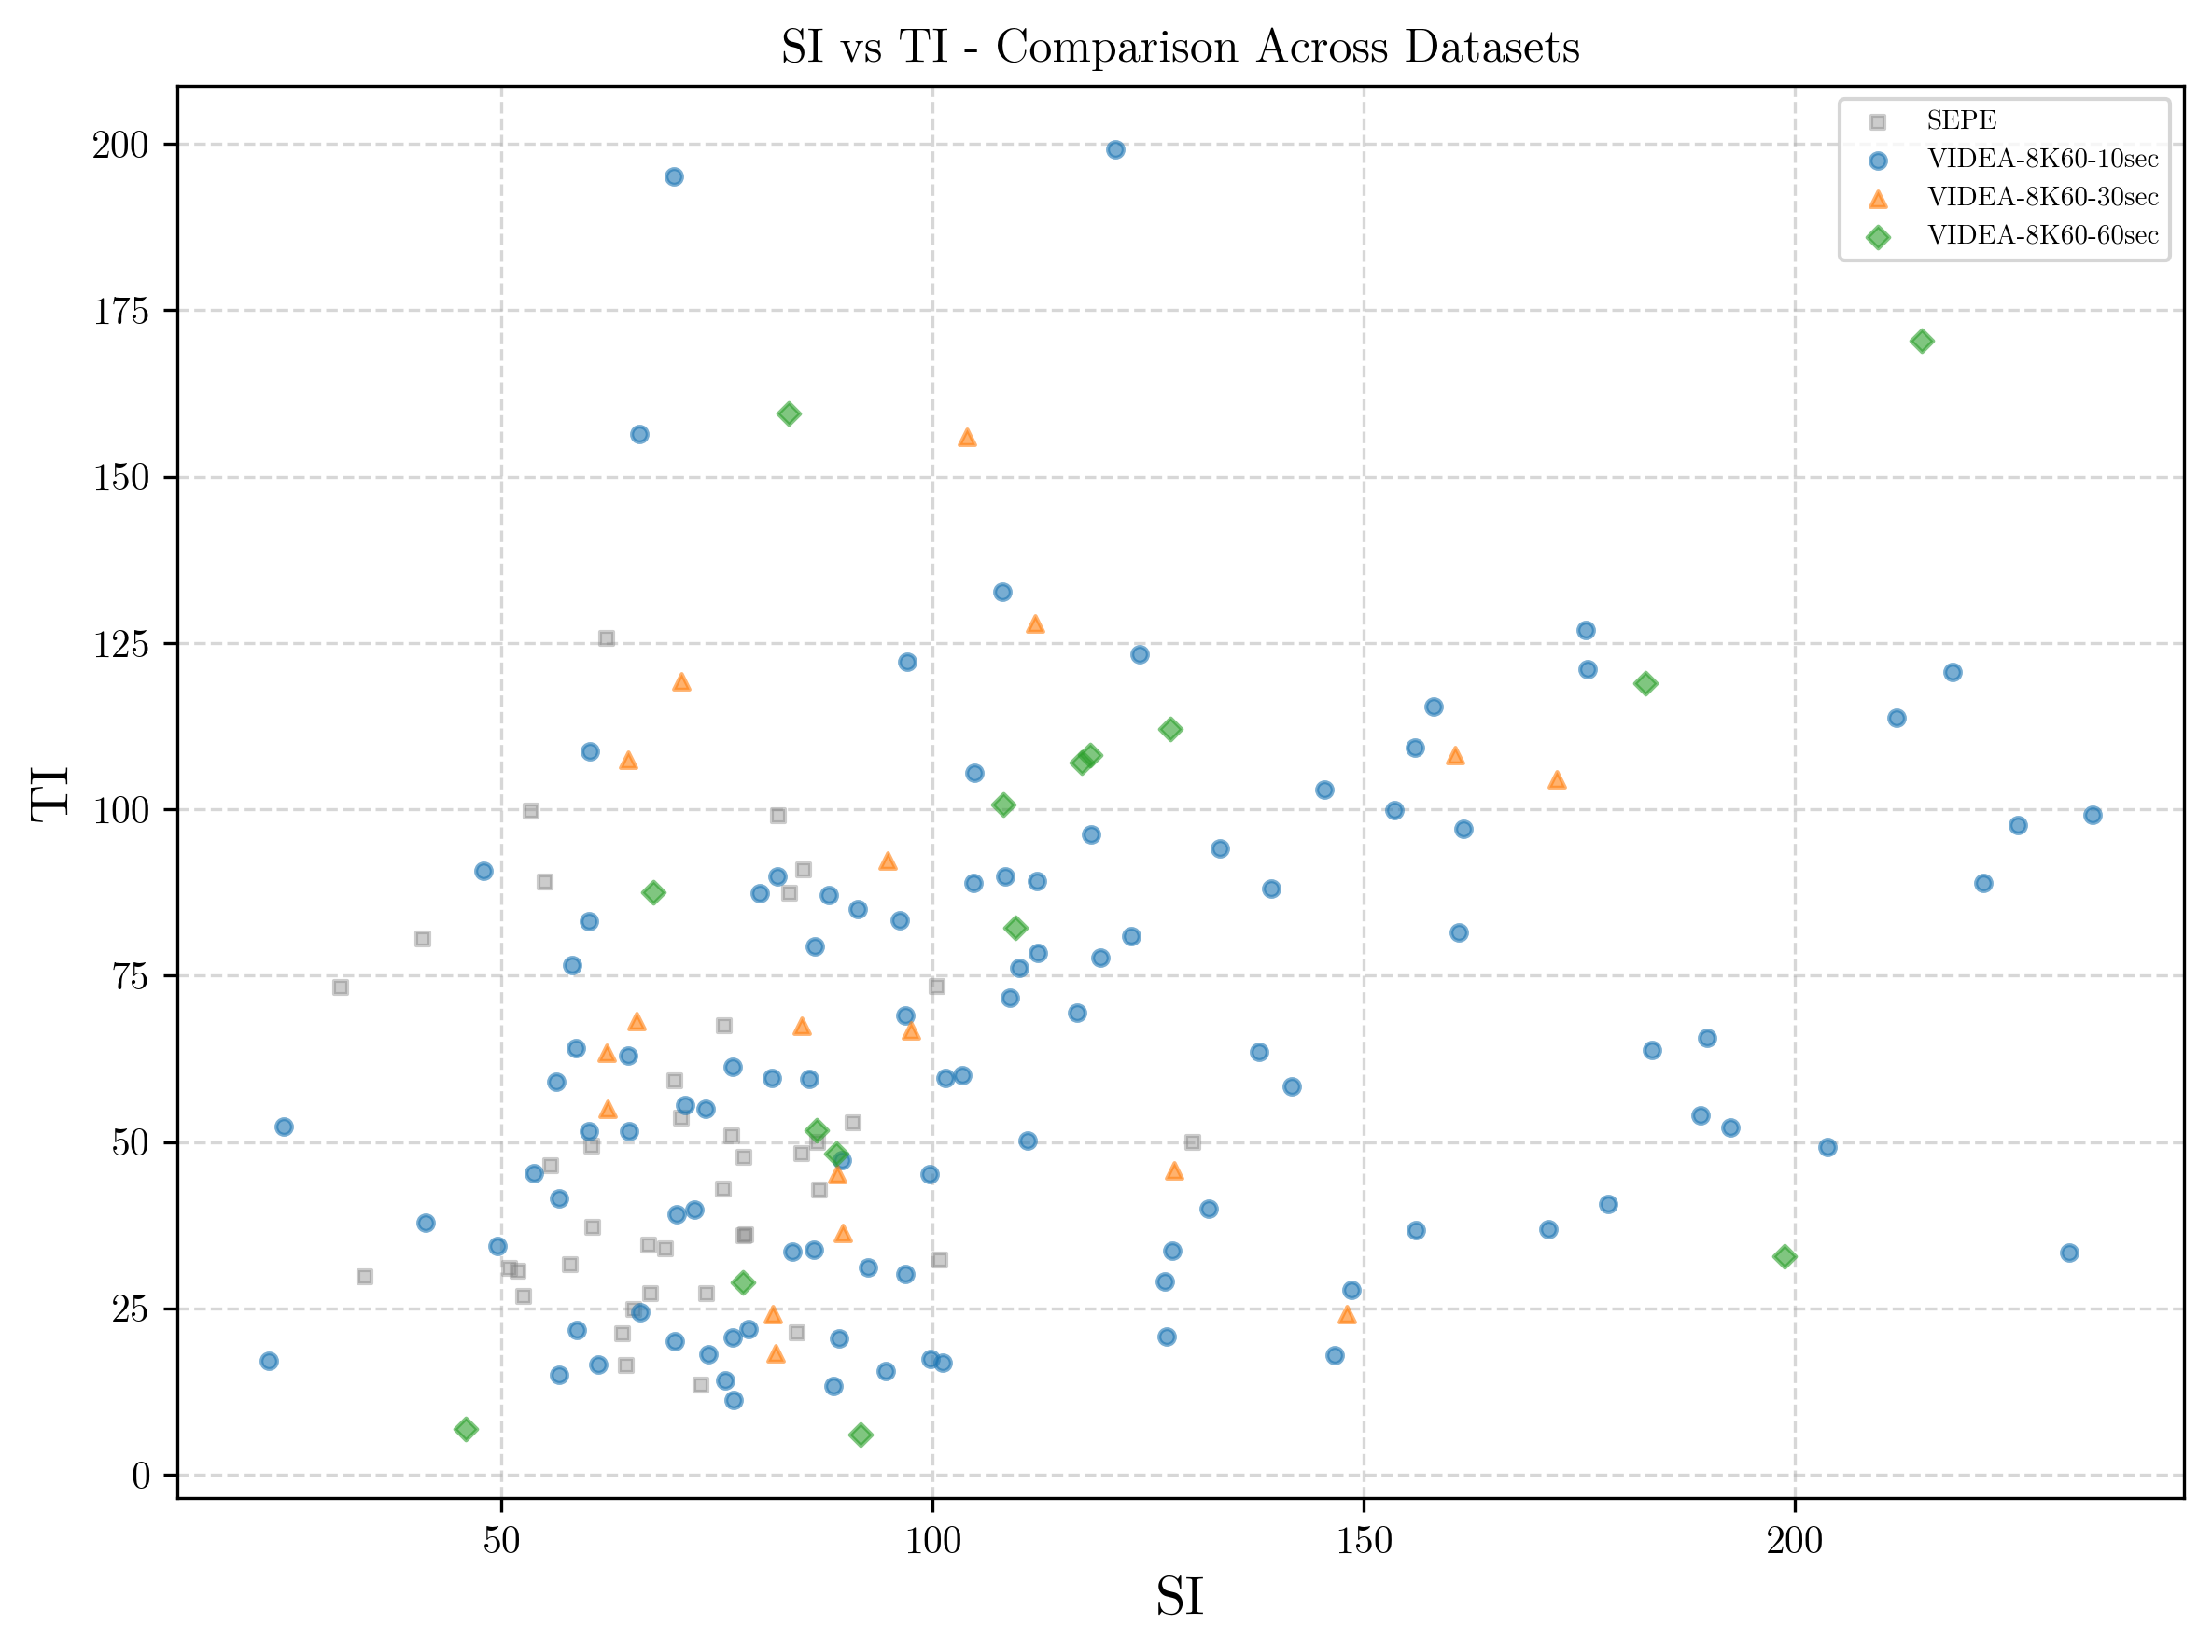 SI vs TI - Comparison Across Datasets
SEPE
VIDEA-8K60-10sec
VIDEA-8K60-30sec
VIDEA-8K60-60sec
200
175
150
125
100
75
50
25
0
TI
50 100 150 200
SI